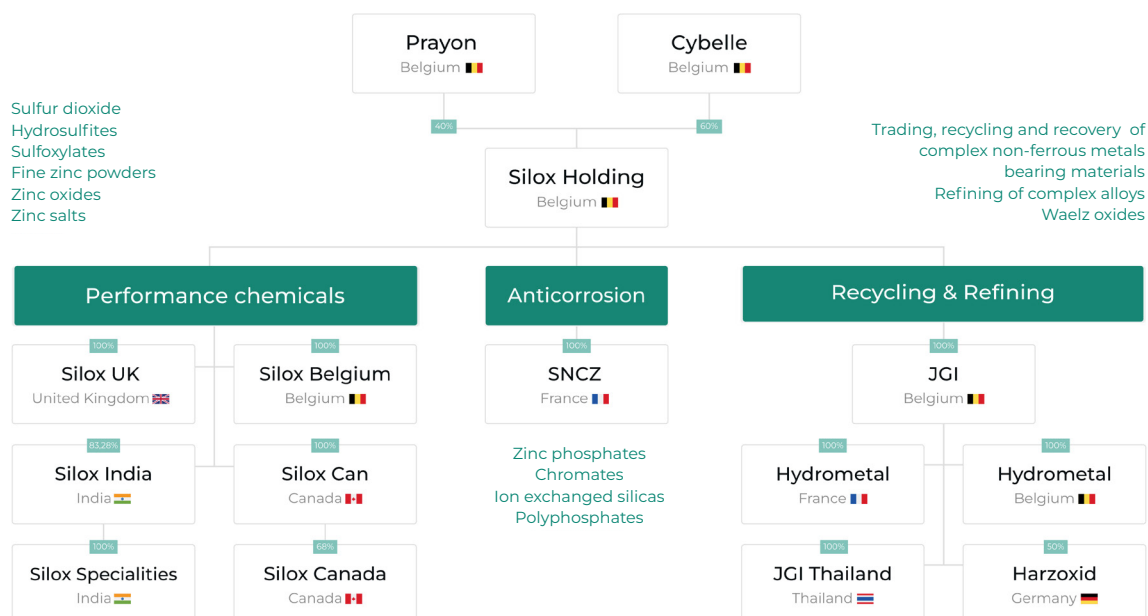 Prayon
Belgium
Cybelle
Belgium
40%
60%
Sulfur dioxide
Hydrosulfites
Sulfoxylates
Fine zinc powders
Zinc oxides
Zinc salts
Silox Holding
Belgium
Trading, recycling and recovery of
complex non-ferrous metals
bearing materials
Refining of complex alloys
Waelz oxides
Performance chemicals
Anticorrosion
Recycling & Refining
100%
Silox UK
United Kingdom
100%
Silox Belgium
Belgium
83,28%
Silox India
India
100%
Silox Can
Canada
100%
Silox Specialities
India
68%
Silox Canada
Canada
100%
SNCZ
France
Zinc phosphates
Chromates
Ion exchanged silicas
Polyphosphates
100%
JGI
Belgium
100%
Hydrometal
France
100%
Hydrometal
Belgium
100%
JGI Thailand
Thailand
50%
Harzoxid
Germany